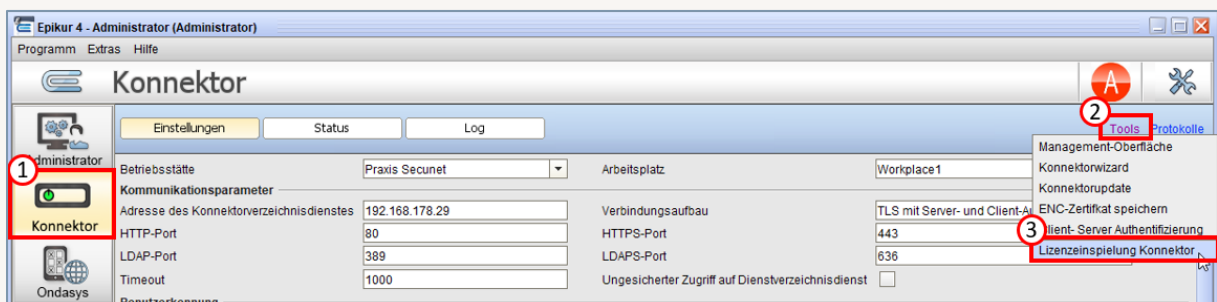 Epikur 4 - Administrator (Administrator)
Programm Extras Hilfe
Konnektor
A
2
Einstellungen Status Log Tools Protokolle
Administrator
1
Konnektor
Ondasys
Betriebsstätte Praxis Secunet Arbeitsplatz Workplace1
Kommunikationsparameter
Adresse des Konnektorverzeichnisdienstes 192.168.178.29 Verbindungsaufbau TLS mit Server- und Client-Au
HTTP-Port 80 HTTPS-Port 443
LDAP-Port 389 LDAPS-Port 636
Timeout 1000 Ungesicherter Zugriff auf Dienstverzeichnisdienst
Management-Oberfläche
Konnektorwizard
Konnektorupdate
ENC-Zertifkat speichern
Client- Server Authentifizierung
3
Lizenzeinspielung Konnektor